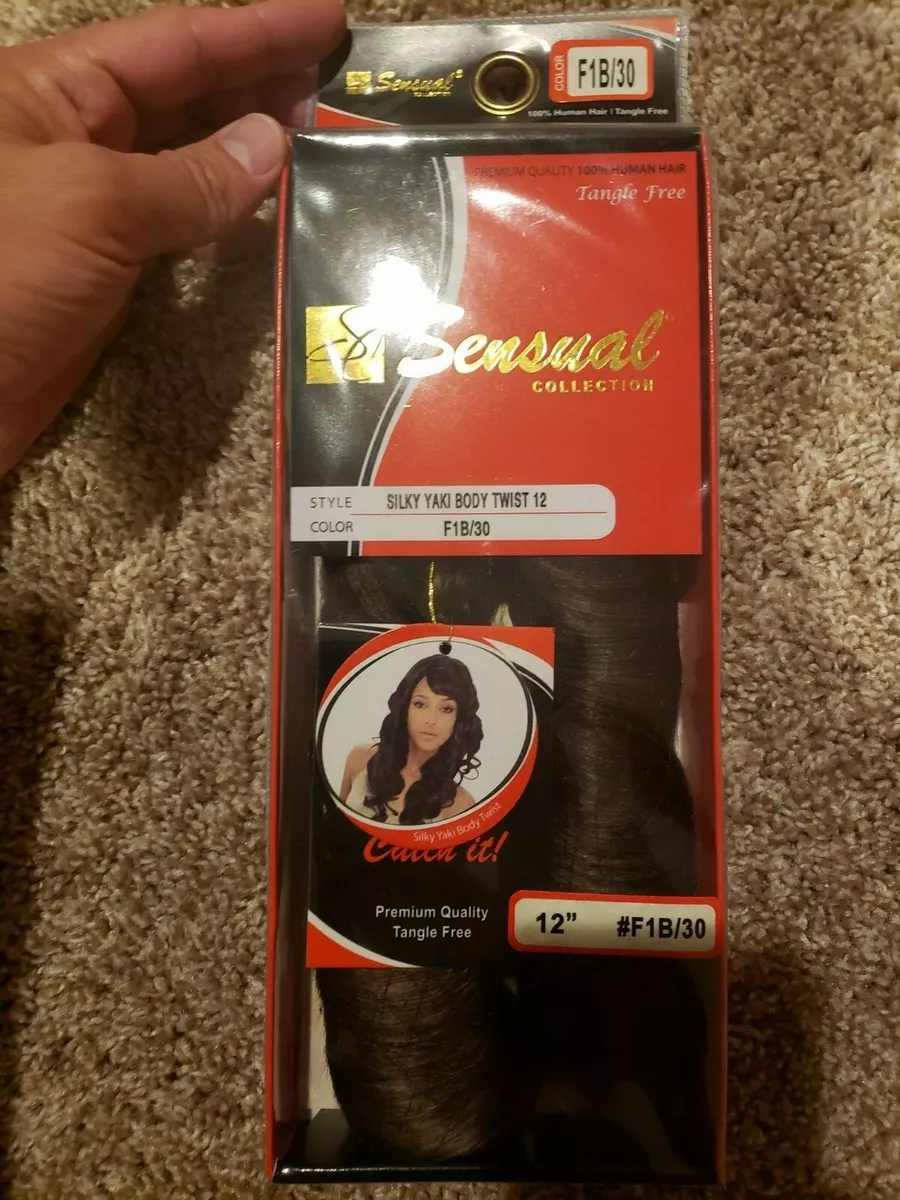 Sensual
COLLECTION
COLOR
F1B/30
100% Human Hair | Tangle Free
PREMIUM QUALITY 100% HUMAN HAIR
Tangle Free
Sensual
COLLECTION
STYLE SILKY YAKI BODY TWIST 12
COLOR F1B/30
Silky Yaki Body Twist
Catch it!
Premium Quality
Tangle Free
12” #F1B/30